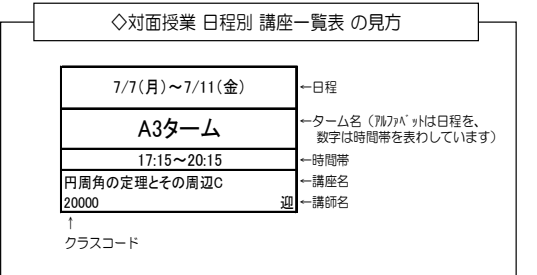 ◇対面授業 日程別 講座一覧表 の見方
7/7(月)～7/11(金) ←日程
A3ターム ←ターム名（ｱﾙﾌｧﾍﾞｯﾄは日程を、
数字は時間帯を表わしています）
17:15～20:15 ←時間帯
円周角の定理とその周辺C ←講座名
20000 迎 ←講師名
↑
クラスコード